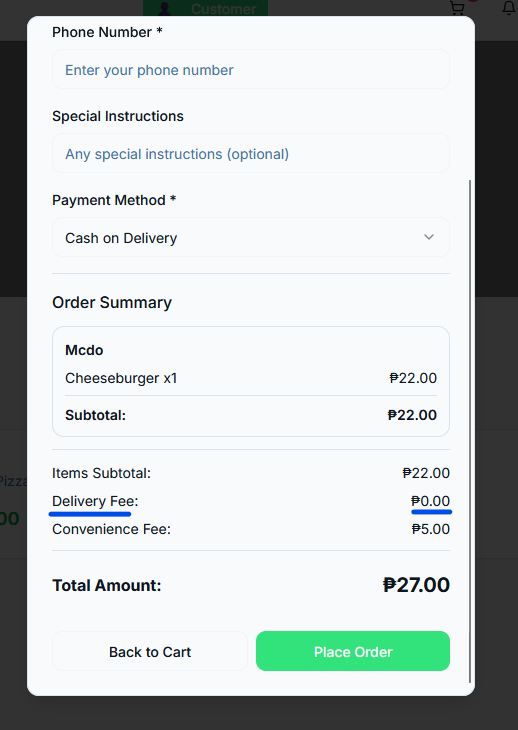 Customer
Phone Number *
Enter your phone number
Special Instructions
Any special instructions (optional)
Payment Method *
Cash on Delivery
Order Summary
Mcdo
Cheeseburger x1 ₱22.00
Subtotal: ₱22.00
Items Subtotal: ₱22.00
Pizza
Delivery Fee: ₱0.00
00
Convenience Fee: ₱5.00
Total Amount: ₱27.00
Back to Cart Place Order